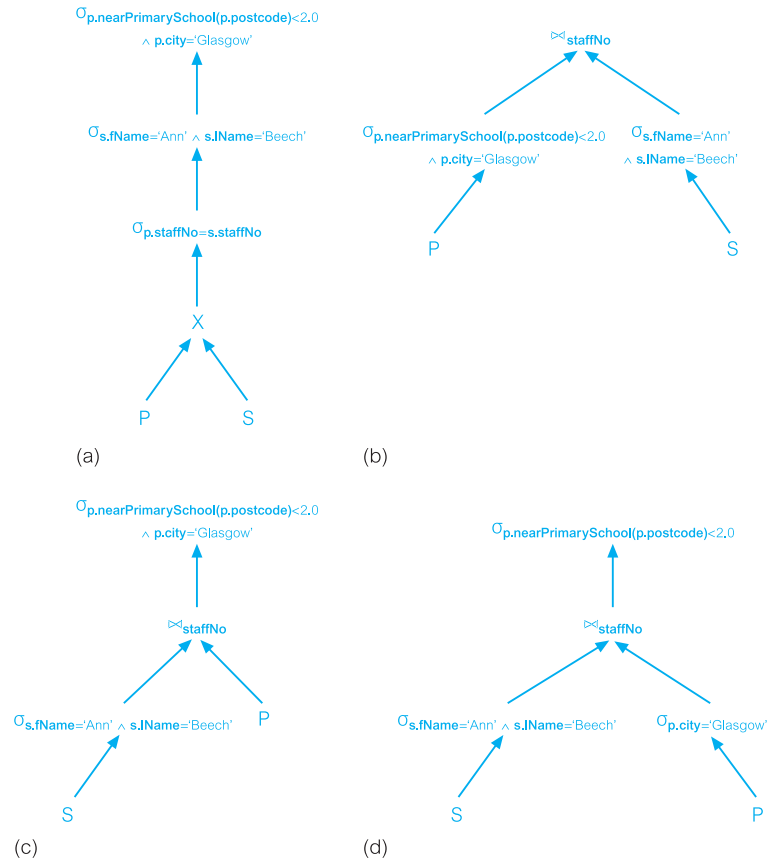 σp.nearPrimarySchool(p.postcode)<2.0
∧ p.city=‘Glasgow’
σs.fName=‘Ann’ ∧ s.lName=‘Beech’
σp.staffNo=s.staffNo
X
P S
(a)
⋈staffNo
σp.nearPrimarySchool(p.postcode)<2.0
∧ p.city=‘Glasgow’
σs.fName=‘Ann’
∧ s.lName=‘Beech’
P S
(b)
σp.nearPrimarySchool(p.postcode)<2.0
∧ p.city=‘Glasgow’
⋈staffNo
σs.fName=‘Ann’ ∧ s.lName=‘Beech’ P
S
(c)
σp.nearPrimarySchool(p.postcode)<2.0
⋈staffNo
σs.fName=‘Ann’ ∧ s.lName=‘Beech’ σp.city=‘Glasgow’
S P
(d)